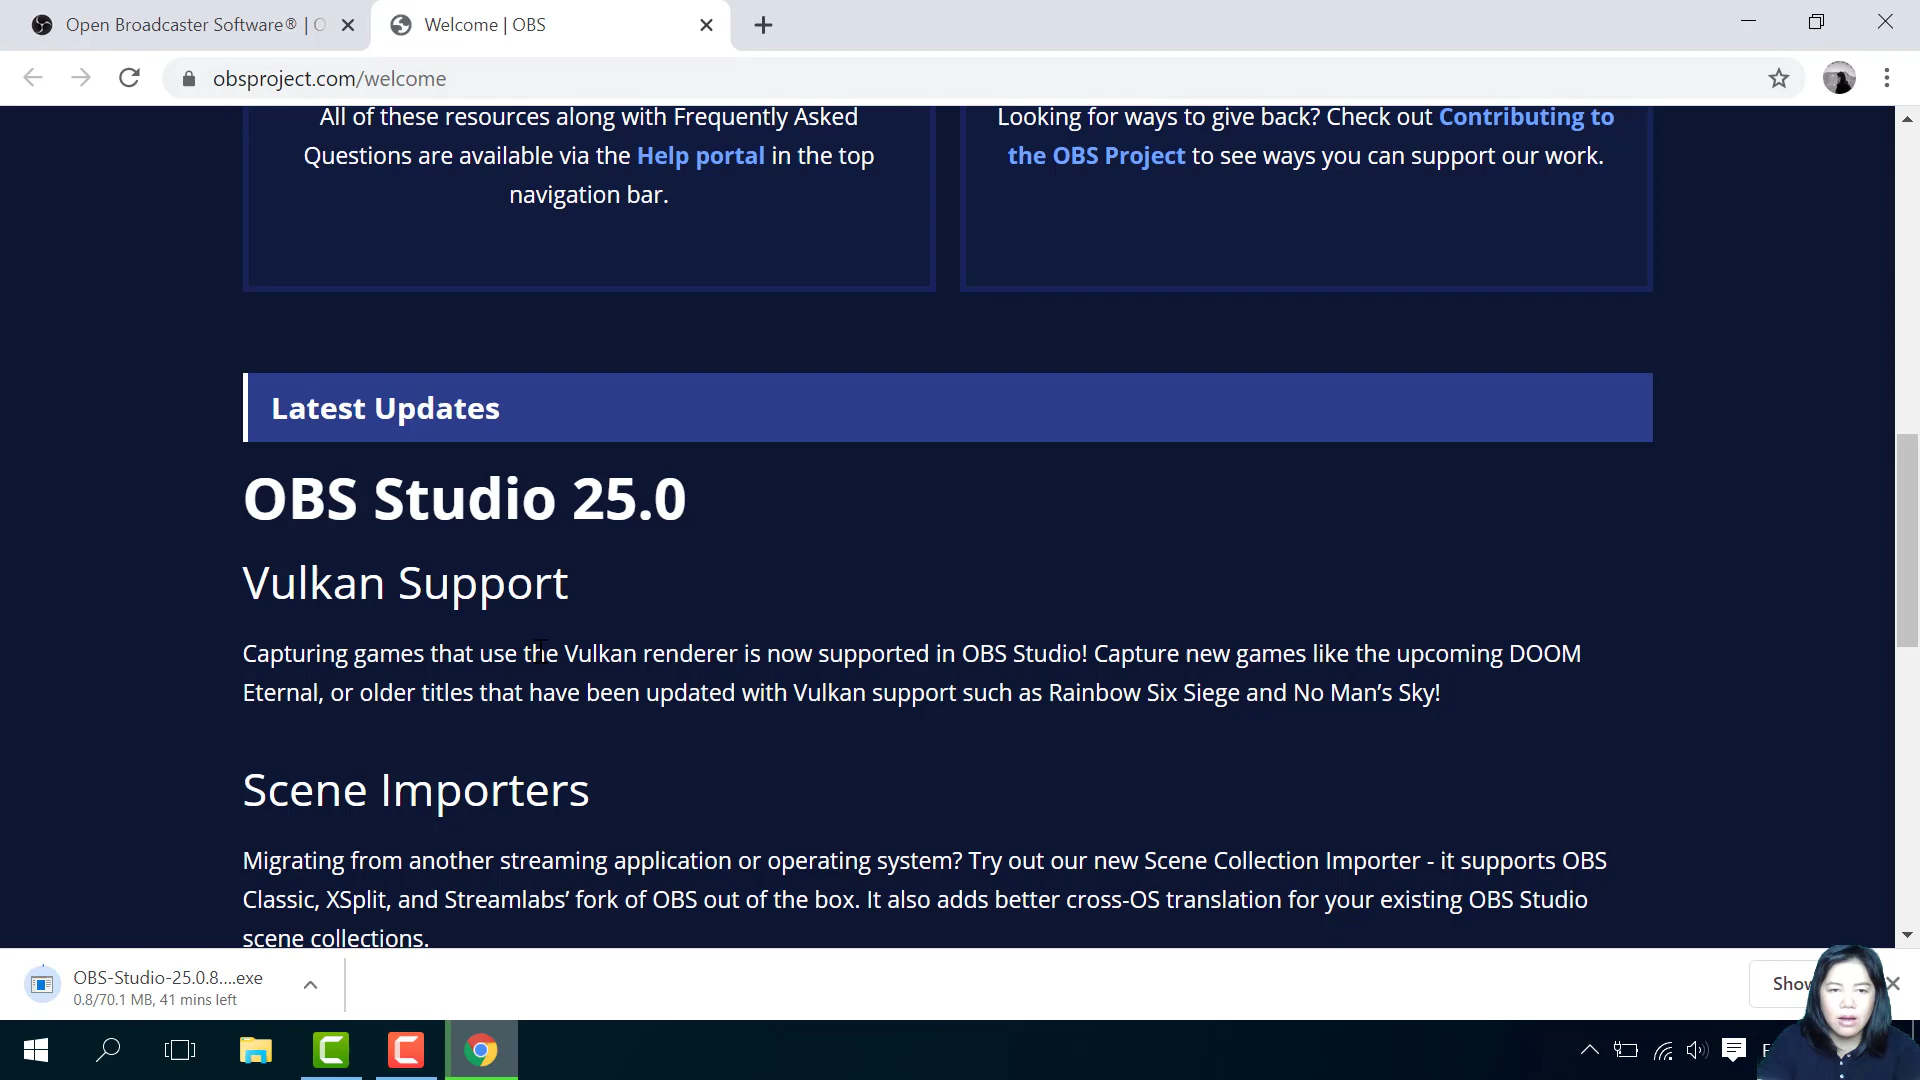 Open Broadcaster Software® | O
Welcome | OBS
obsproject.com/welcome
All of these resources along with Frequently Asked
Questions are available via the Help portal in the top
navigation bar.
Looking for ways to give back? Check out Contributing to
the OBS Project to see ways you can support our work.
Latest Updates
OBS Studio 25.0
Vulkan Support
Capturing games that use the Vulkan renderer is now supported in OBS Studio! Capture new games like the upcoming DOOM
Eternal, or older titles that have been updated with Vulkan support such as Rainbow Six Siege and No Man’s Sky!
Scene Importers
Migrating from another streaming application or operating system? Try out our new Scene Collection Importer - it supports OBS
Classic, XSplit, and Streamlabs’ fork of OBS out of the box. It also adds better cross-OS translation for your existing OBS Studio
scene collections.
OBS-Studio-25.0.8....exe
0.8/70.1 MB, 41 mins left